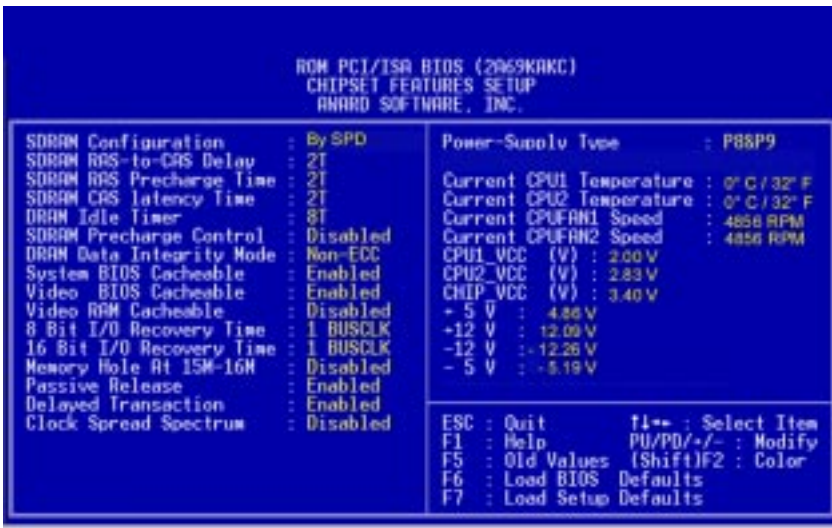 ROM PCI/ISA BIOS (2A69KAKC)
CHIPSET FEATURES SETUP
AWARD SOFTWARE, INC.
SDRAM Configuration : By SPD
SDRAM RAS-to-CAS Delay : 2T
SDRAM RAS Precharge Time : 2T
SDRAM CAS latency Time : 2T
DRAM Idle Timer : 8T
SDRAM Precharge Control : Disabled
DRAM Data Integrity Mode : Non-ECC
System BIOS Cacheable : Enabled
Video BIOS Cacheable : Enabled
Video RAM Cacheable : Disabled
8 Bit I/O Recovery Time : 1 BUSCLK
16 Bit I/O Recovery Time : 1 BUSCLK
Memory Hole At 15M-16M : Disabled
Passive Release : Enabled
Delayed Transaction : Enabled
Clock Spread Spectrum : Disabled
Power-Supply Type : P8&P9
Current CPU1 Temperature : 0° C / 32° F
Current CPU2 Temperature : 0° C / 32° F
Current CPUFAN1 Speed : 4856 RPM
Current CPUFAN2 Speed : 4856 RPM
CPU1_VCC (V) : 2.00 V
CPU2_VCC (V) : 2.83 V
CHIP_VCC (V) : 3.40 V
+ 5 V : 4.86 V
+12 V : 12.09 V
-12 V : - 12.26 V
- 5 V : - 5.19 V
ESC : Quit ↑↓→← : Select Item
F1 : Help PU/PD/+/- : Modify
F5 : Old Values (Shift)F2 : Color
F6 : Load BIOS Defaults
F7 : Load Setup Defaults